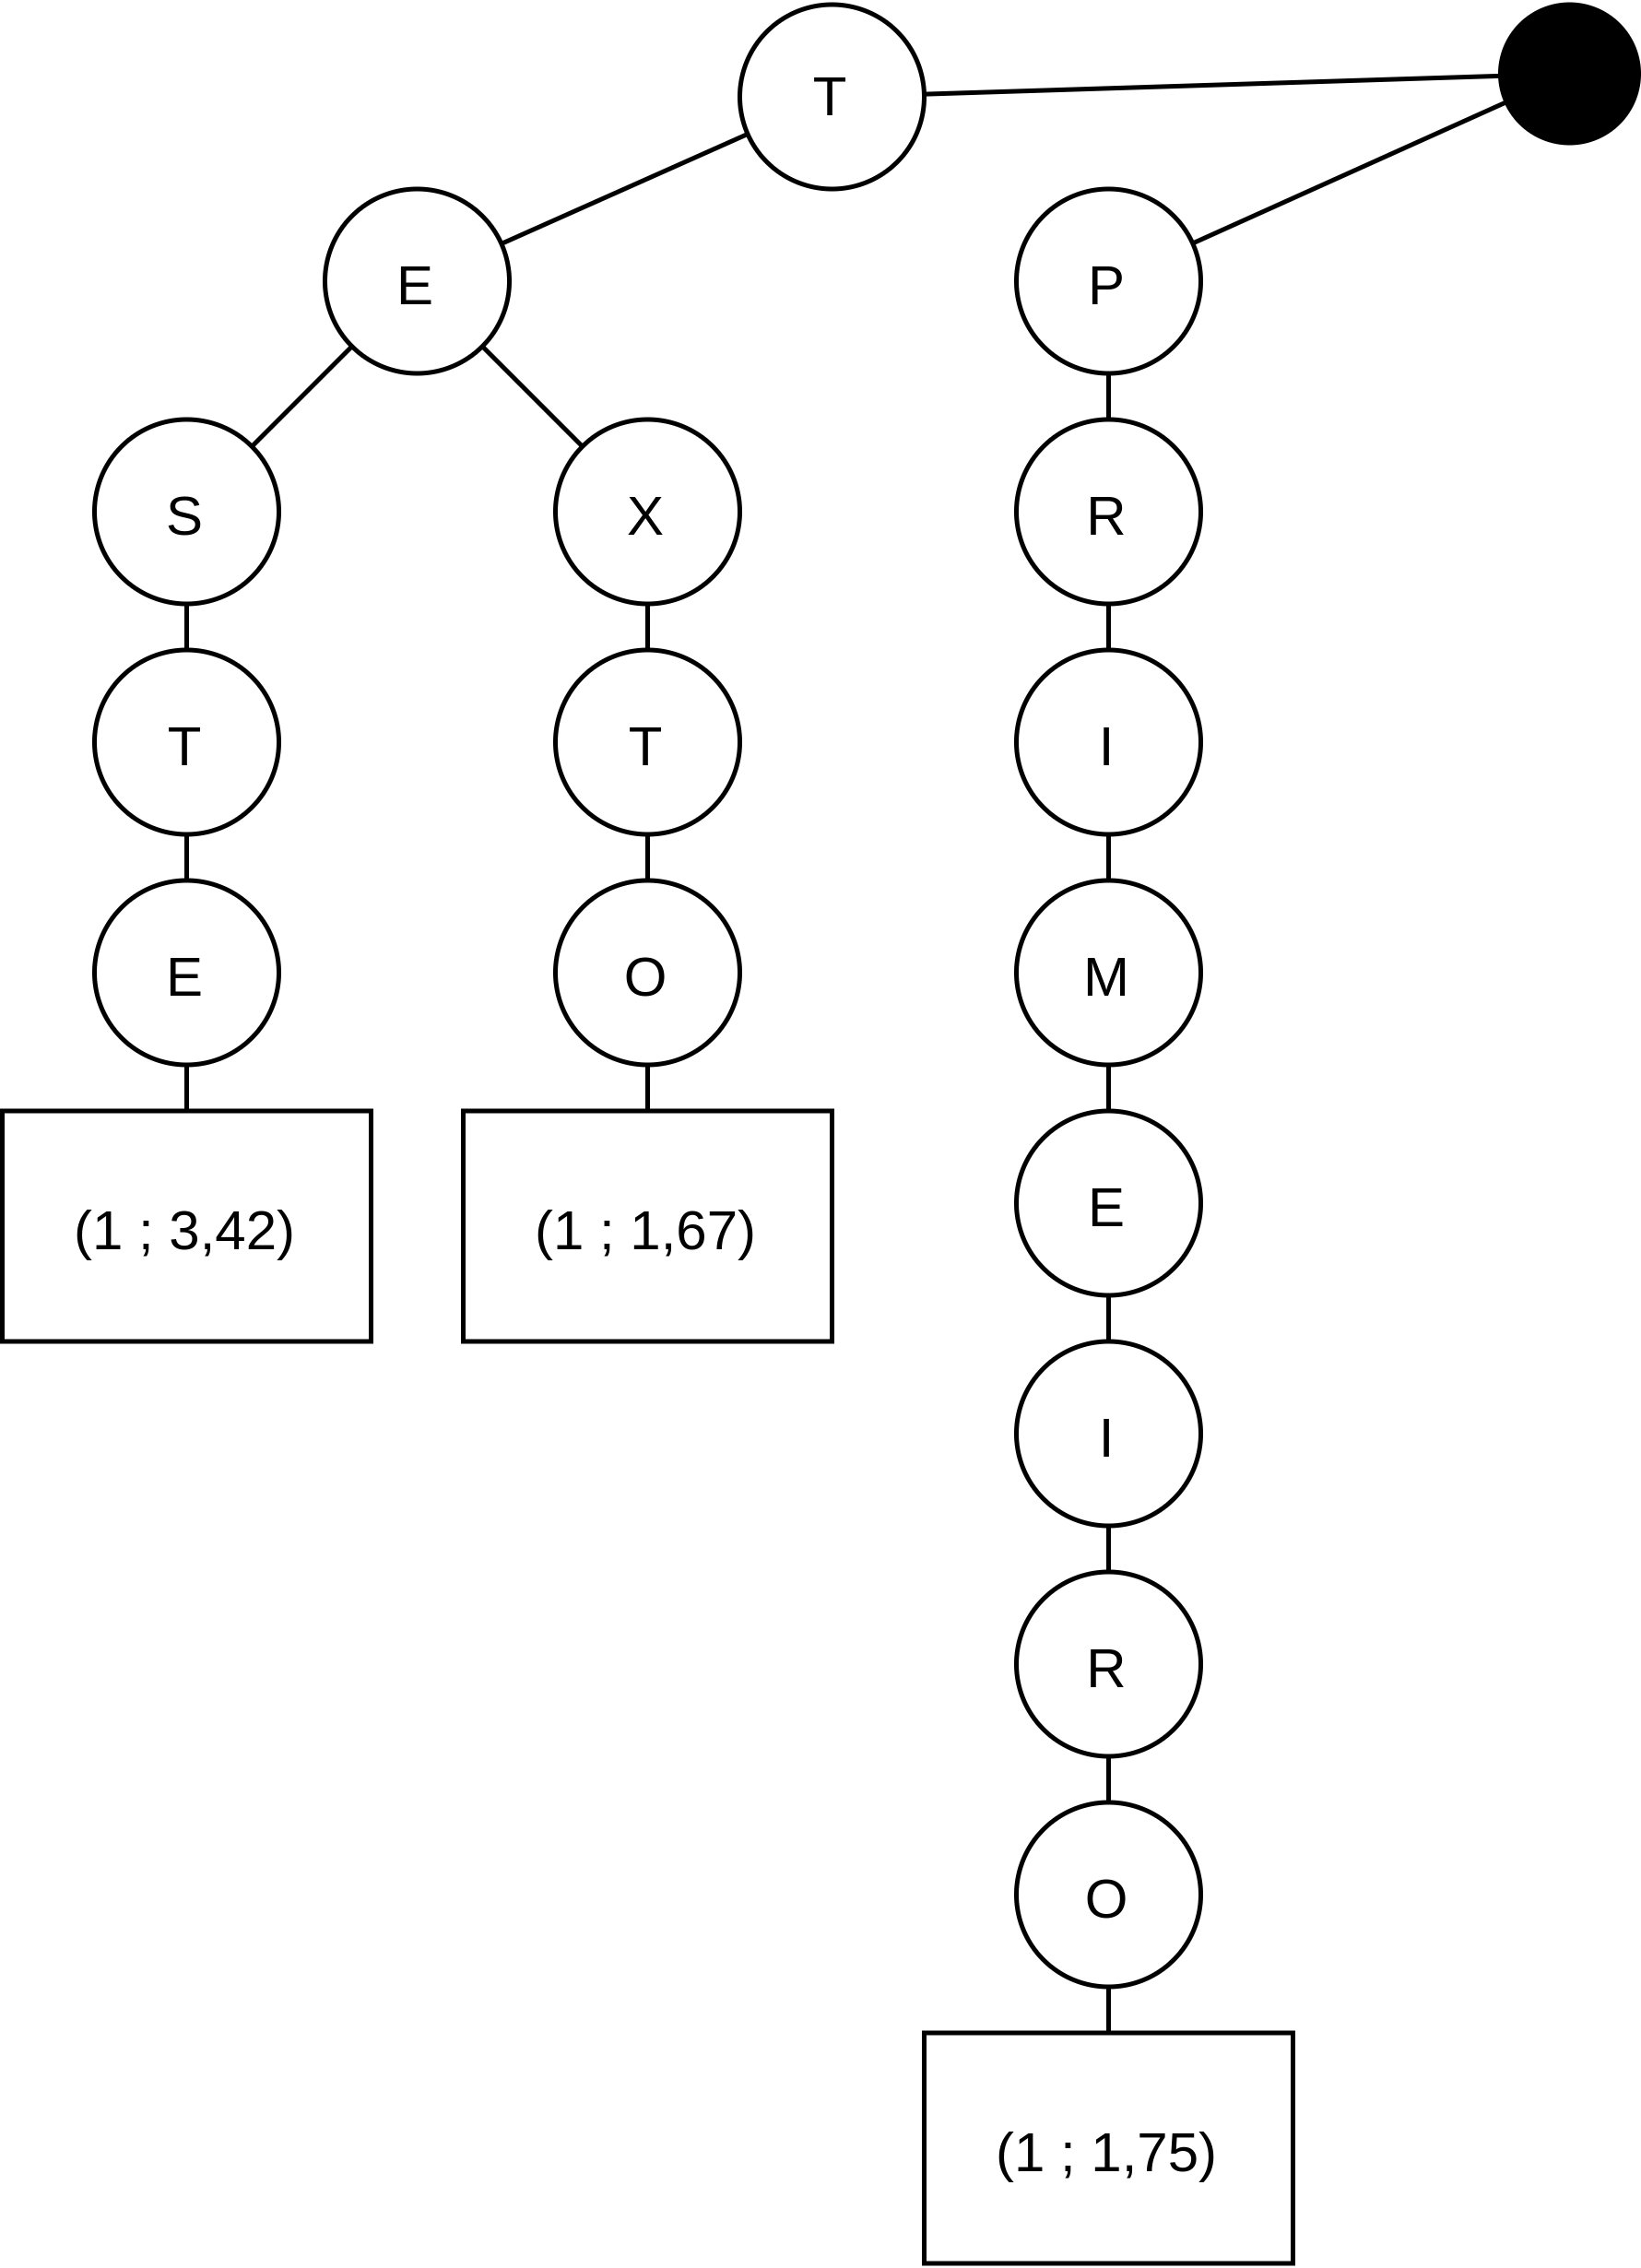 T
E P
S X R
T T I
E O M
(1 ; 3,42) (1 ; 1,67) E
I
R
O
(1 ; 1,75)